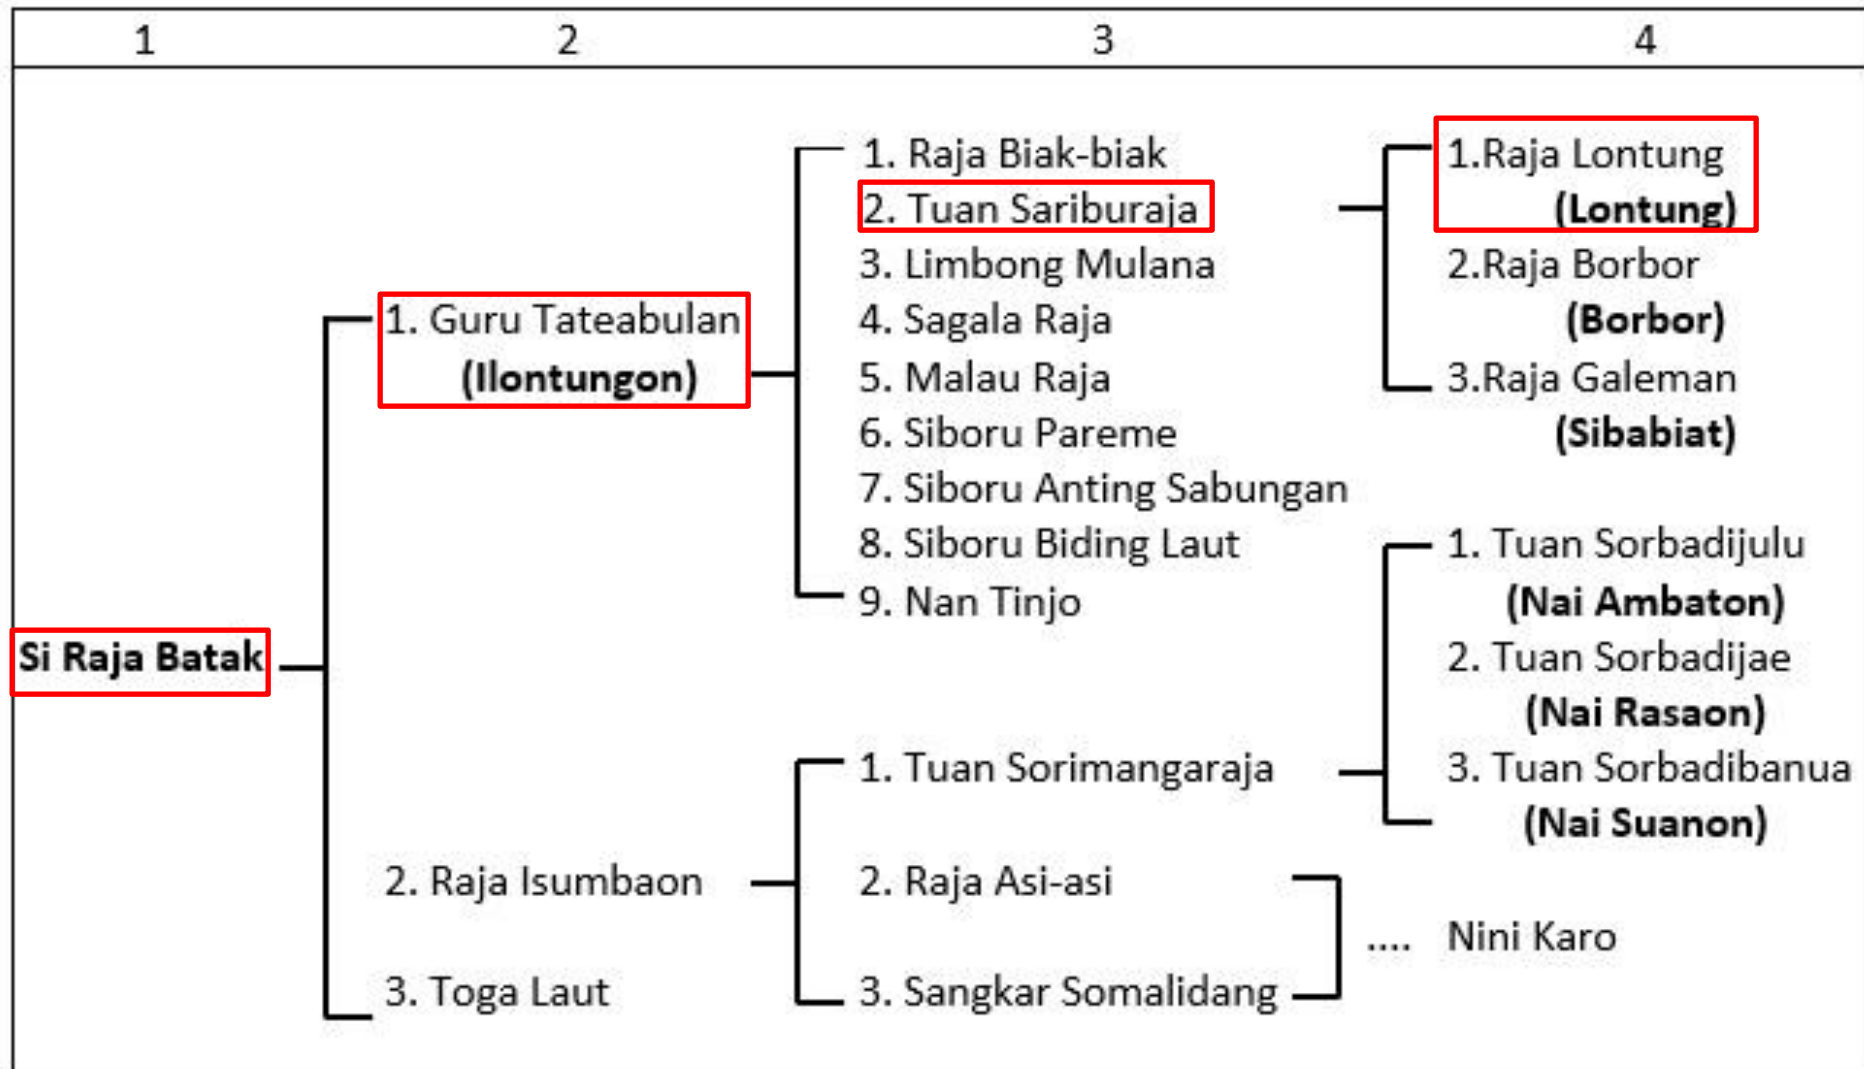 1 2 3 4
1. Raja Biak-biak
2. Tuan Sariburaja
3. Limbong Mulana
4. Sagala Raja
5. Malau Raja
6. Siboru Pareme
7. Siboru Anting Sabungan
8. Siboru Biding Laut
9. Nan Tinjo
1.Raja Lontung
(Lontung)
2.Raja Borbor
(Borbor)
3.Raja Galeman
(Sibabiat)
1. Guru Tateabulan
(Ilontungon)
Si Raja Batak
1. Tuan Sorbadijulu
(Nai Ambaton)
2. Tuan Sorbadijae
(Nai Rasaon)
3. Tuan Sorbadibanua
(Nai Suanon)
1. Tuan Sorimangaraja
2. Raja Isumbaon
2. Raja Asi-asi
.... Nini Karo
3. Toga Laut
3. Sangkar Somalidang